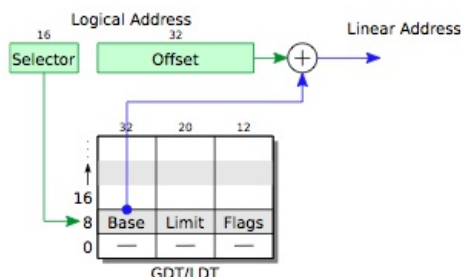 Logical Address
Linear Address
16
32
Selector
Offset
32
20
12
16
8
Base
Limit
Flags
0
GDT/LDT